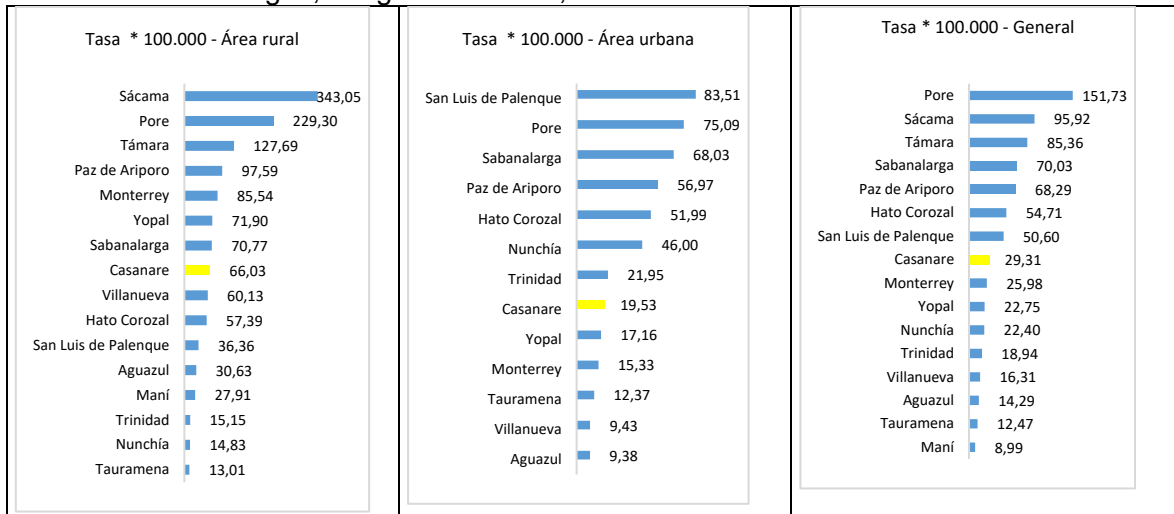 Tasa * 100.000 - Área rural
Sácama 343,05
Pore 229,30
Támara 127,69
Paz de Ariporo 97,59
Monterrey 85,54
Yopal 71,90
Sabanalarga 70,77
Casanare 66,03
Villanueva 60,13
Hato Corozal 57,39
San Luis de Palenque 36,36
Aguazul 30,63
Maní 27,91
Trinidad 15,15
Nunchía 14,83
Tauramena 13,01
Tasa * 100.000 - Área urbana
San Luis de Palenque 83,51
Pore 75,09
Sabanalarga 68,03
Paz de Ariporo 56,97
Hato Corozal 51,99
Nunchía 46,00
Trinidad 21,95
Casanare 19,53
Yopal 17,16
Monterrey 15,33
Tauramena 12,37
Villanueva 9,43
Aguazul 9,38
Tasa * 100.000 - General
Pore 151,73
Sácama 95,92
Támara 85,36
Sabanalarga 70,03
Paz de Ariporo 68,29
Hato Corozal 54,71
San Luis de Palenque 50,60
Casanare 29,31
Monterrey 25,98
Yopal 22,75
Nunchía 22,40
Trinidad 18,94
Villanueva 16,31
Aguazul 14,29
Tauramena 12,47
Maní 8,99